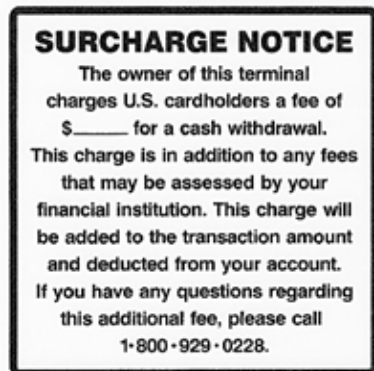 SURCHARGE NOTICE
The owner of this terminal
charges U.S. cardholders a fee of
$_____ for a cash withdrawal.
This charge is in addition to any fees
that may be assessed by your
financial institution. This charge will
be added to the transaction amount
and deducted from your account.
If you have any questions regarding
this additional fee, please call
1•800•929•0228.